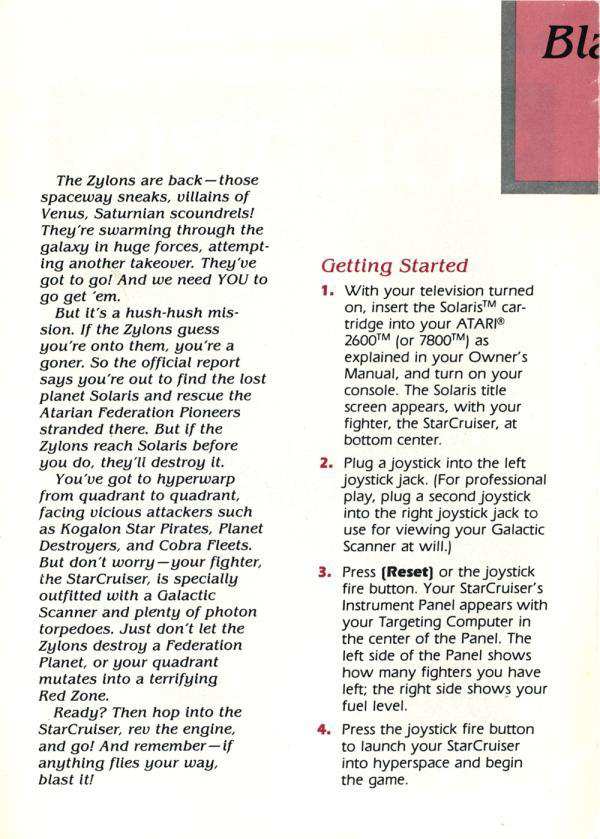 Bla
The Zylons are back—those
spaceway sneaks, villains of
Venus, Saturnian scoundrels!
They're swarming through the
galaxy in huge forces, attempt-
ing another takeover. They've
got to go! And we need YOU to
go get 'em.
But it's a hush-hush mis-
sion. If the Zylons guess
you're onto them, you're a
goner. So the official report
says you're out to find the lost
planet Solaris and rescue the
Atarian Federation Pioneers
stranded there. But if the
Zylons reach Solaris before
you do, they'll destroy it.
You've got to hyperwarp
from quadrant to quadrant,
facing vicious attackers such
as Kogalon Star Pirates, Planet
Destroyers, and Cobra Fleets.
But don't worry—your fighter,
the StarCruiser, is specially
outfitted with a Galactic
Scanner and plenty of photon
torpedoes. Just don't let the
Zylons destroy a Federation
Planet, or your quadrant
mutates into a terrifying
Red Zone.
Ready? Then hop into the
StarCruiser, rev the engine,
and go! And remember—if
anything flies your way,
blast it!
Getting Started
1. With your television turned
on, insert the Solaris™ car-
tridge into your ATARI®
2600™ (or 7800™) as
explained in your Owner's
Manual, and turn on your
console. The Solaris title
screen appears, with your
fighter, the StarCruiser, at
bottom center.
2. Plug a joystick into the left
joystick jack. (For professional
play, plug a second joystick
into the right joystick jack to
use for viewing your Galactic
Scanner at will.)
3. Press [Reset] or the joystick
fire button. Your StarCruiser's
Instrument Panel appears with
your Targeting Computer in
the center of the Panel. The
left side of the Panel shows
how many fighters you have
left; the right side shows your
fuel level.
4. Press the joystick fire button
to launch your StarCruiser
into hyperspace and begin
the game.